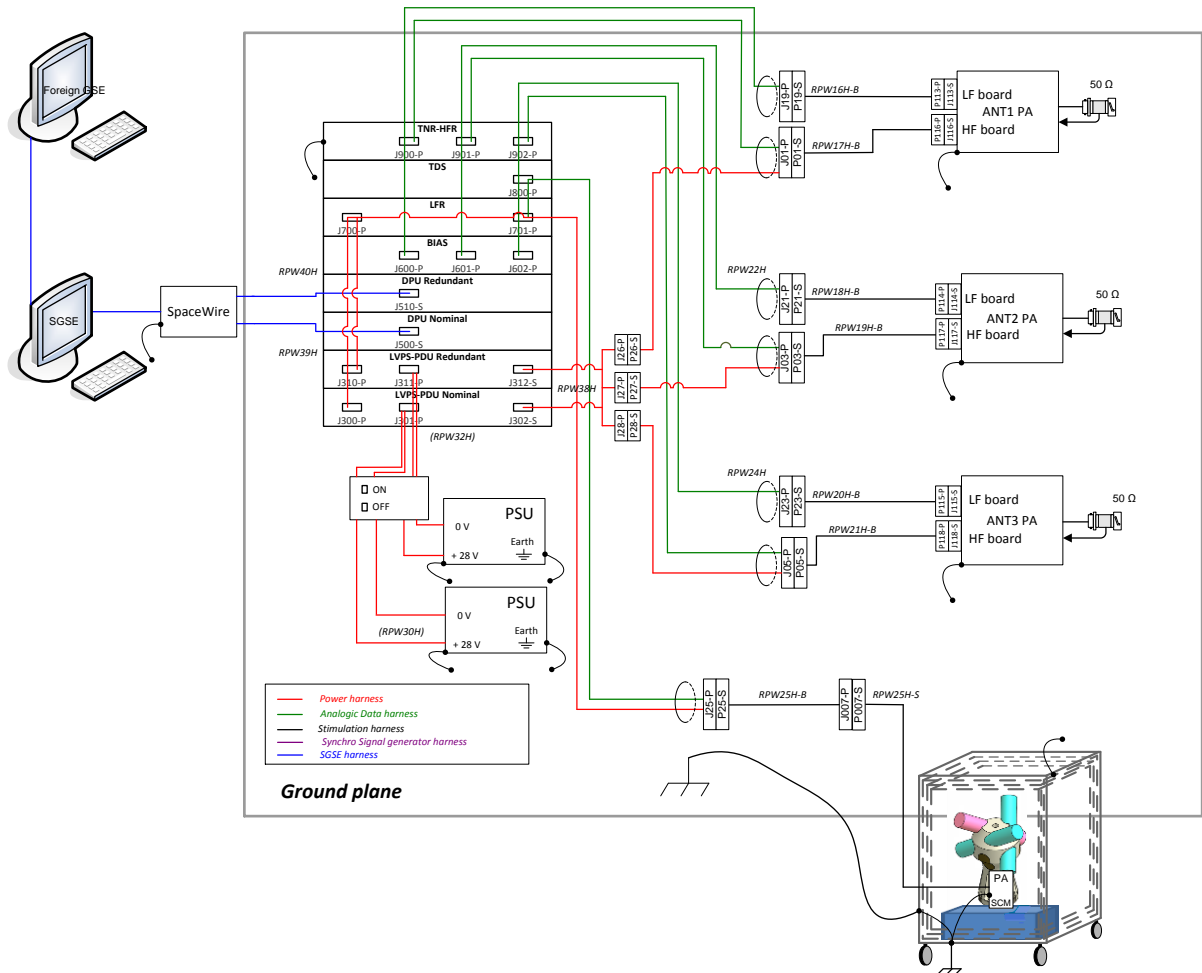 Foreign GSE
SGSE
SpaceWire
RPW40H
RPW39H
TNR-HFR
J900-P
J901-P
J902-P
TDS
J800-P
LFR
J700-P
J701-P
BIAS
J600-P
J601-P
J602-P
DPU Redundant
J510-S
DPU Nominal
J500-S
LVPS-PDU Redundant
J310-P
J311-P
J312-S
LVPS-PDU Nominal
J300-P
J301-P
J302-S
RPW38H
(RPW32H)
ON
OFF
PSU
0 V
Earth
+ 28 V
PSU
0 V
Earth
+ 28 V
(RPW30H)
J26-P
P26-S
J27-P
P27-S
J28-P
P28-S
J19-P
P19-S
RPW16H-B
P113-P
J113-S
LF board
ANT1 PA
HF board
50 Ω
J01-P
P01-S
RPW17H-B
P116-P
J116-S
RPW22H
J21-P
P21-S
RPW18H-B
P114-P
J114-S
LF board
ANT2 PA
HF board
50 Ω
J03-P
P03-S
RPW19H-B
P117-P
J117-S
RPW24H
J23-P
P23-S
RPW20H-B
P115-P
J115-S
LF board
ANT3 PA
HF board
50 Ω
J05-P
P05-S
RPW21H-B
P118-P
J118-S
J25-P
P25-S
RPW25H-B
J007-P
P007-S
RPW25H-S
Power harness
Analogic Data harness
Stimulation harness
Synchro Signal generator harness
SGSE harness
Ground plane
PA
SCM